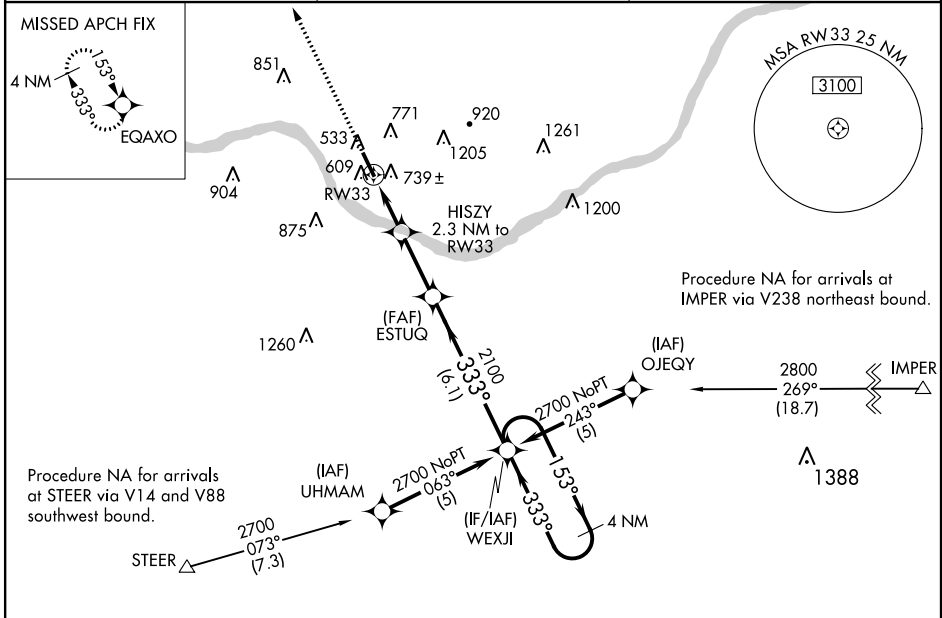 MISSED APCH FIX
4 NM
153°
333°
EQAXO
MSA RW33 25 NM
3100
851
771
920
533
1205
1261
609
739 ±
RW33
904
875
1200
HISZY
2.3 NM to
RW33
Procedure NA for arrivals at
IMPER via V238 northeast bound.
(FAF)
ESTUQ
1260
2100
333°
(6.1)
(IAF)
OJEQY
2800
269°
(18.7)
IMPER
2700 NoPT
243°
(5)
1388
Procedure NA for arrivals
at STEER via V14 and V88
southwest bound.
(IAF)
UHMAM
2700 NoPT
063°
(5)
(IF/IAF)
WEXJI
153°
333°
4 NM
2700
073°
(7.3)
STEER